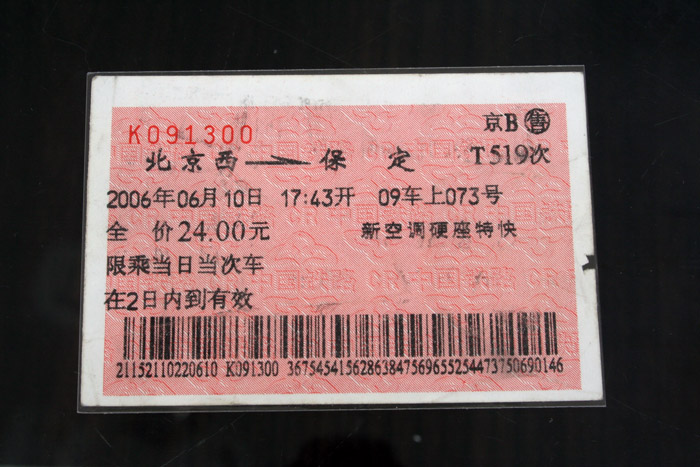 K091300 京B售
北京西→保定 T519次
2006年06月10日 17:43开 09车上073号
全价24.00元 新空调硬座特快
限乘当日当次车
在2日内到有效
21152110220610 K091300 36754541562863847569655254473750690146